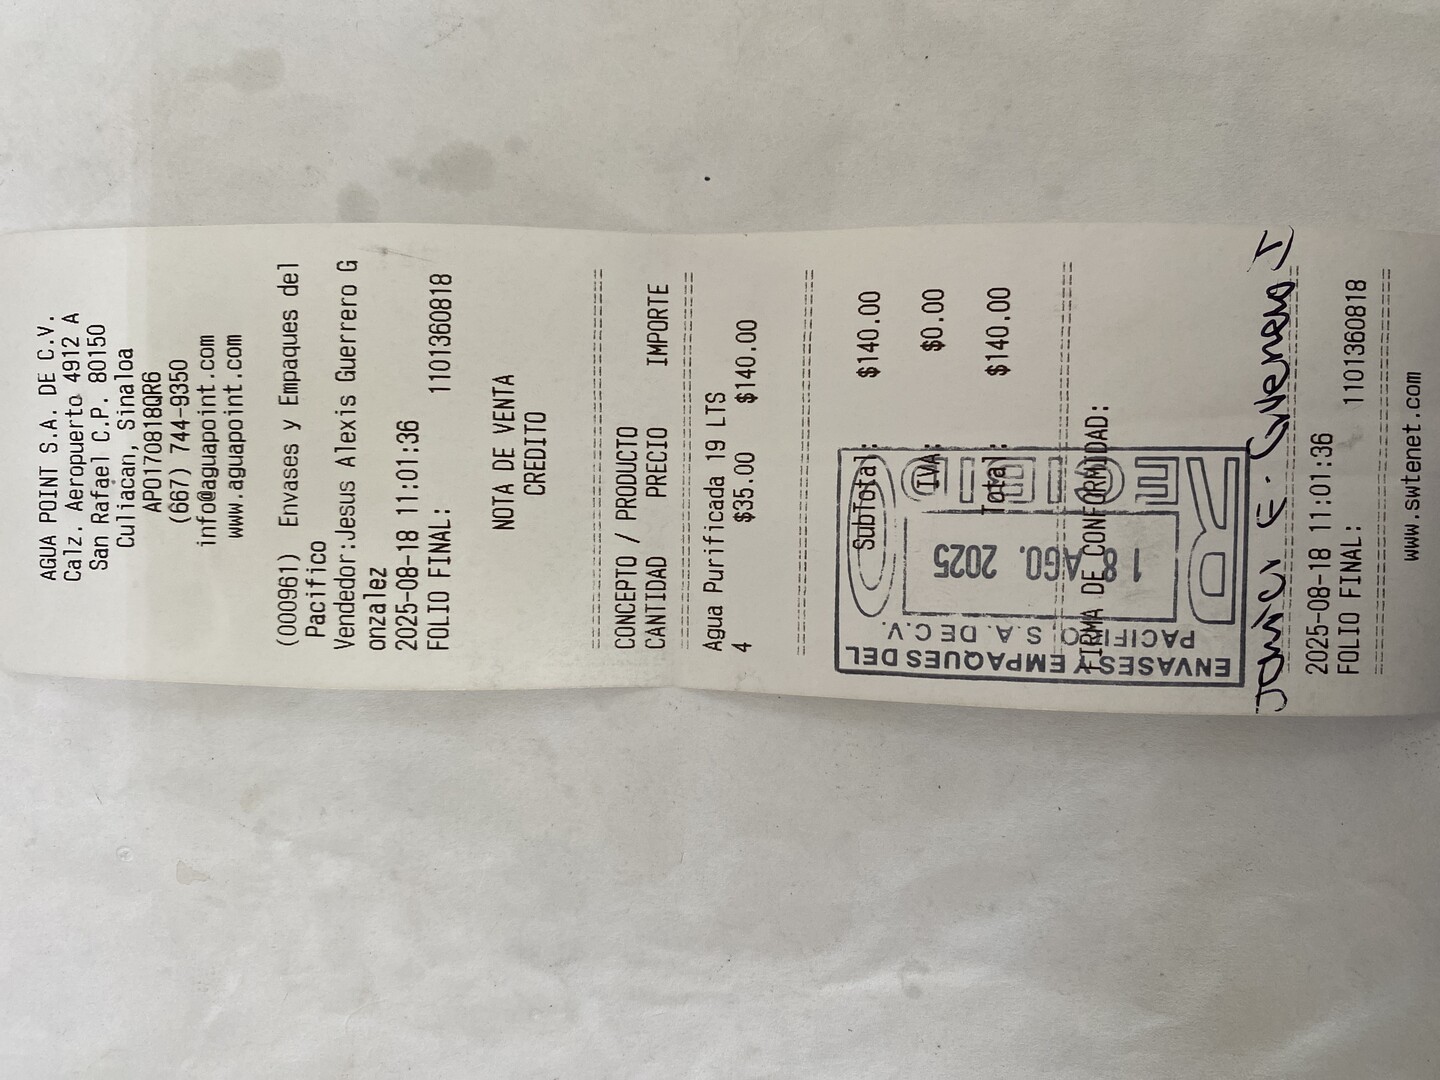 AGUA POINT S.A. DE C.V.
Calz. Aeropuerto 4912 A
San Rafael C.P. 80150
Culiacan, Sinaloa
APO170818QR6
(667) 744-9350
info@aguapoint.com
www.aguapoint.com
(000961) Envases y Empaques del
Pacifico
Vendedor:Jesus Alexis Guerrero G
onzalez
2025-08-18 11:01:36
FOLIO FINAL: 1101360818
NOTA DE VENTA
CREDITO
CONCEPTO / PRODUCTO
CANTIDAD PRECIO IMPORTE
Agua Purificada 19 LTS
4 $35.00 $140.00
SubTotal: $140.00
IVA: $0.00
Total: $140.00
FIRMA DE CONFORMIDAD:
ENVASES Y EMPAQUES DEL
PACIFICO S.A. DE C.V.
RECIBIDO
18 AGO. 2025
2025-08-18 11:01:36
FOLIO FINAL: 1101360818
www.swtenet.com